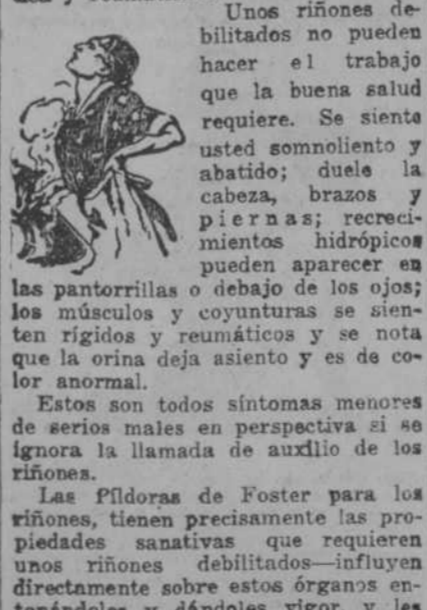 Unos riñones de-
bilitados no pueden
hacer el trabajo
que la buena salud
requiere. Se siente
usted somnoliento y
abatido; duele la
cabeza, brazos y
piernas; recreci-
mientos hidrópicos
pueden aparecer en
las pantorrillas o debajo de los ojos;
los músculos y coyunturas se sien-
ten rígidos y reumáticos y se nota
que la orina deja asiento y es de co-
lor anormal.
Estos son todos síntomas menores
de serios males en perspectiva si se
ignora la llamada de auxilio de los
riñones.
Las Píldoras de Foster para los
riñones, tienen precisamente las pro-
piedades sanativas que requieren
unos riñones debilitados—influyen
directamente sobre estos órganos en-
tonándolos y dándoles vigor y les